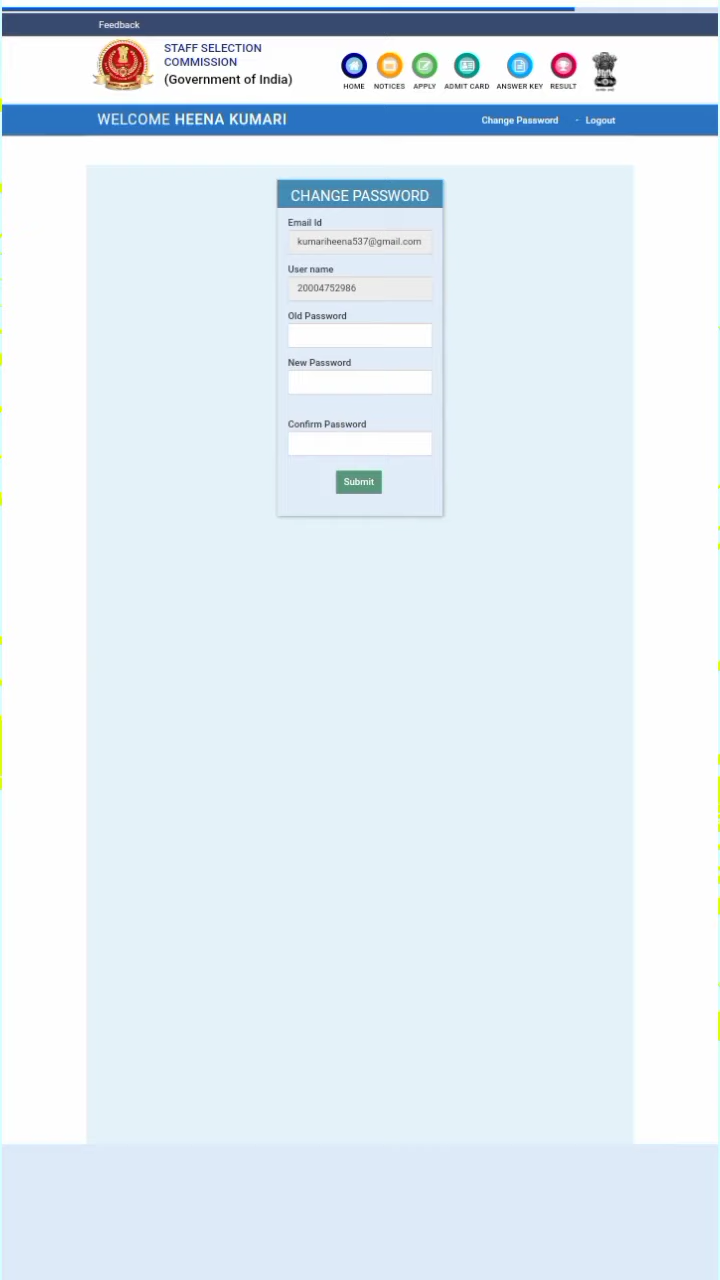 Feedback
STAFF SELECTION
COMMISSION
(Government of India)
HOME NOTICES APPLY ADMIT CARD ANSWER KEY RESULT
WELCOME HEENA KUMARI
Change Password - Logout
CHANGE PASSWORD
Email Id
kumariheena537@gmail.com
User name
20004752986
Old Password
New Password
Confirm Password
Submit